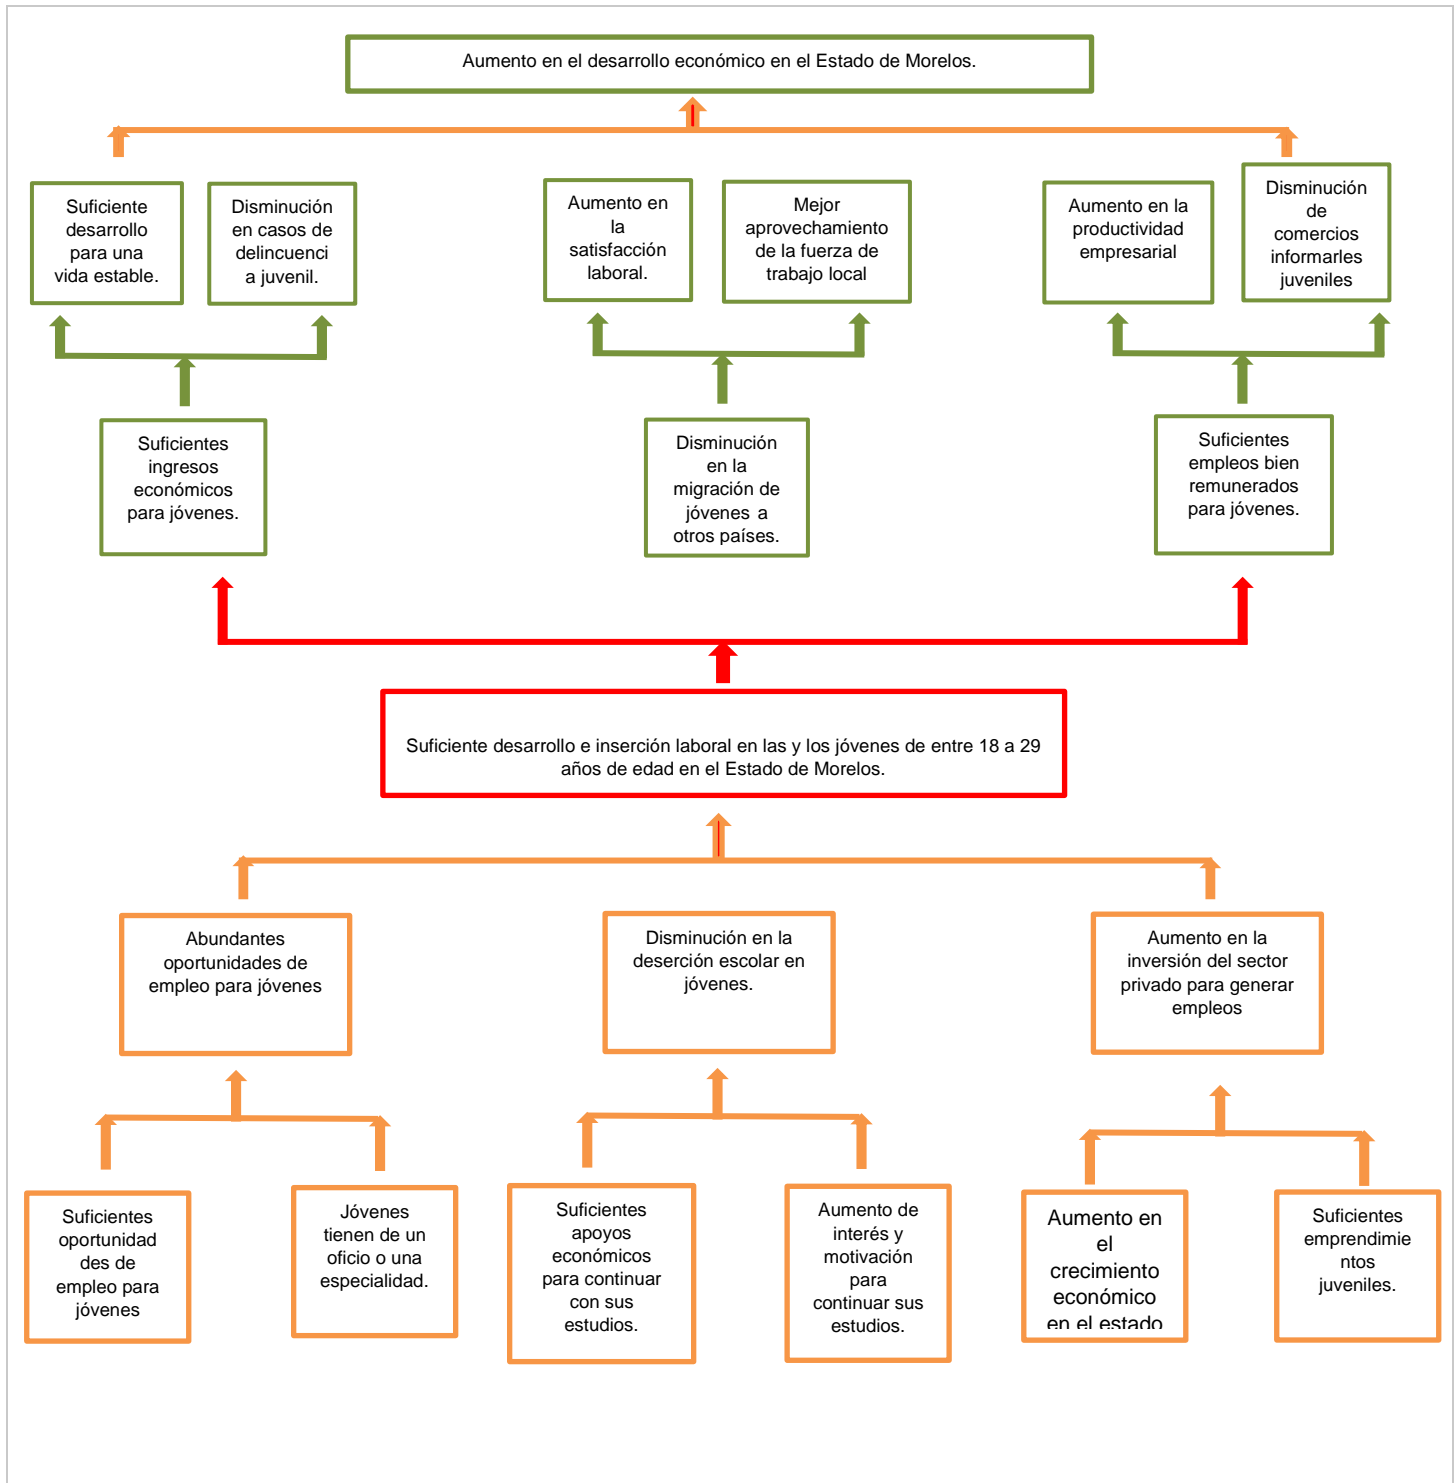 Aumento en el desarrollo económico en el Estado de Morelos.
Suficiente
desarrollo
para una
vida estable.
Disminución
en casos de
delincuenci
a juvenil.
Aumento en
la
satisfacción
laboral.
Mejor
aprovechamiento
de la fuerza de
trabajo local
Aumento en la
productividad
empresarial
Disminución
de
comercios
informarles
juveniles
Suficientes
ingresos
económicos
para jóvenes.
Disminución
en la
migración de
jóvenes a
otros países.
Suficientes
empleos bien
remunerados
para jóvenes.
Suficiente desarrollo e inserción laboral en las y los jóvenes de entre 18 a 29
años de edad en el Estado de Morelos.
Abundantes
oportunidades de
empleo para jóvenes
Disminución en la
deserción escolar en
jóvenes.
Aumento en la
inversión del sector
privado para generar
empleos
Suficientes
oportunidad
des de
empleo para
jóvenes
Jóvenes
tienen de un
oficio o una
especialidad.
Suficientes
apoyos
económicos
para continuar
con sus
estudios.
Aumento de
interés y
motivación
para
continuar sus
estudios.
Aumento en
el
crecimiento
económico
en el estado
Suficientes
emprendimie
ntos
juveniles.